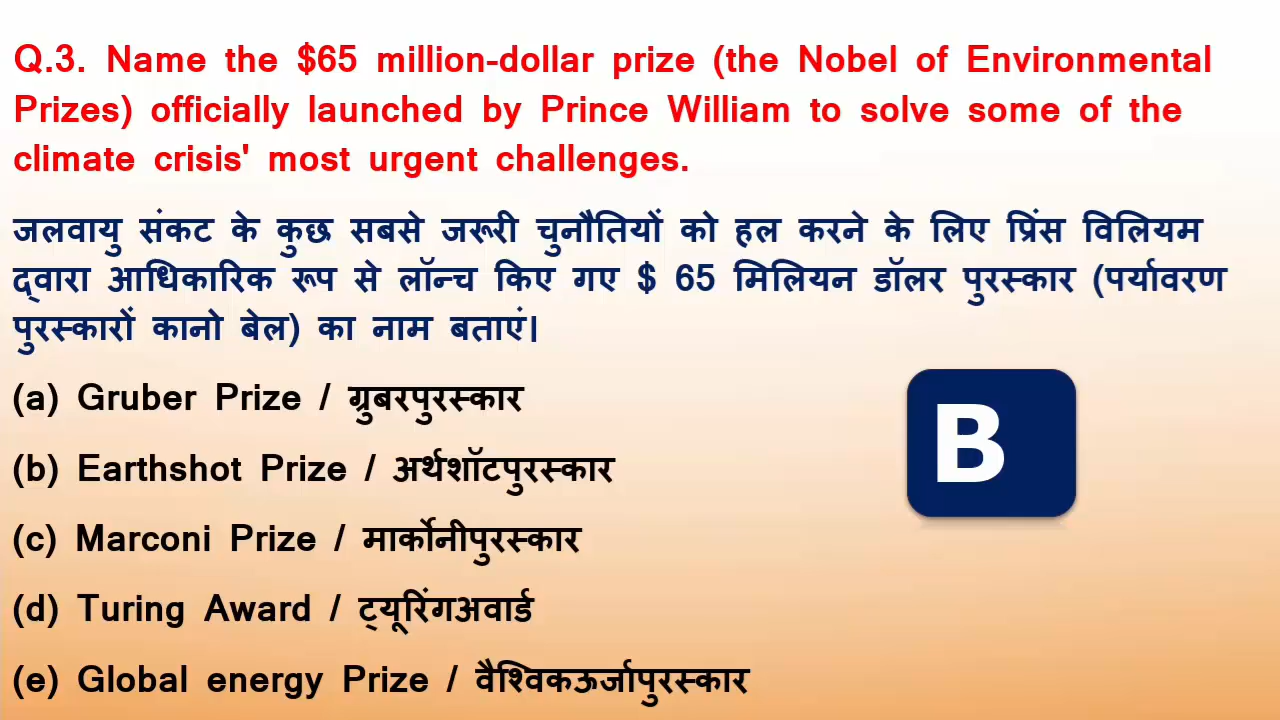 Q.3. Name the $65 million-dollar prize (the Nobel of Environmental
Prizes) officially launched by Prince William to solve some of the
climate crisis' most urgent challenges.
जलवायु संकट के कुछ सबसे जरूरी चुनौतियों को हल करने के लिए प्रिंस विलियम
द्वारा आधिकारिक रूप से लॉन्च किए गए $ 65 मिलियन डॉलर पुरस्कार (पर्यावरण
पुरस्कारों कानो बेल) का नाम बताएं।
(a) Gruber Prize / ग्रुबरपुरस्कार
(b) Earthshot Prize / अर्थशॉटपुरस्कार
B
(c) Marconi Prize / मार्कोनीपुरस्कार
(d) Turing Award / ट्यूरिंगअवार्ड
(e) Global energy Prize / वैश्विकऊर्जापुरस्कार